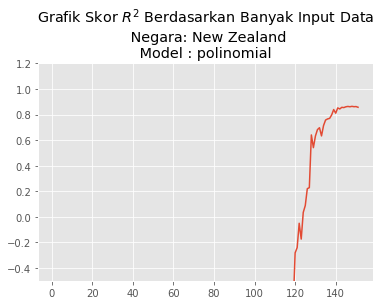 Grafik Skor R² Berdasarkan Banyak Input Data
Negara: New Zealand
Model : polinomial
1.2
1.0
0.8
0.6
0.4
0.2
0.0
−0.2
−0.4
0 20 40 60 80 100 120 140